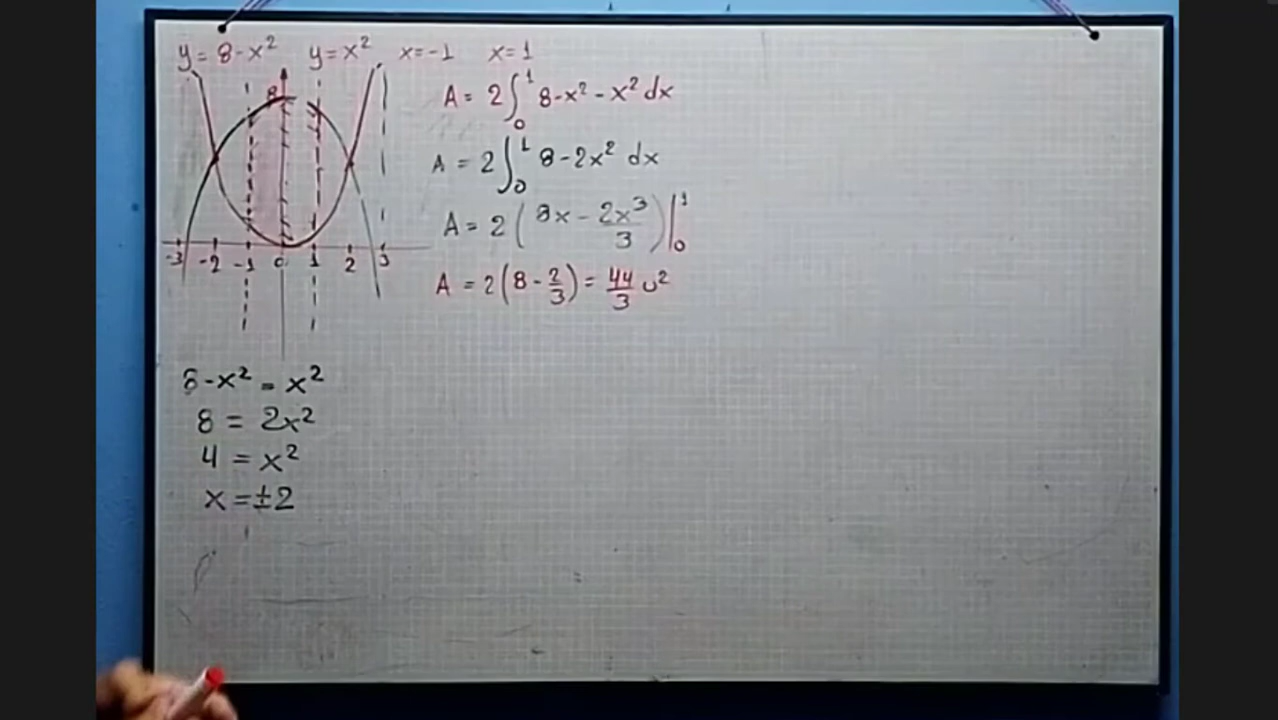 y = 8-x² y = x² x=-1 x=1
8
-3 -2 -1 0 1 2 3
A = 2∫₀¹ 8-x² - x² dx
A = 2∫₀¹ 8-2x² dx
A = 2(8x - 2x³/3)|₀¹
A = 2(8 - 2/3) = 44/3 u²
8-x² = x²
8 = 2x²
4 = x²
x = ±2